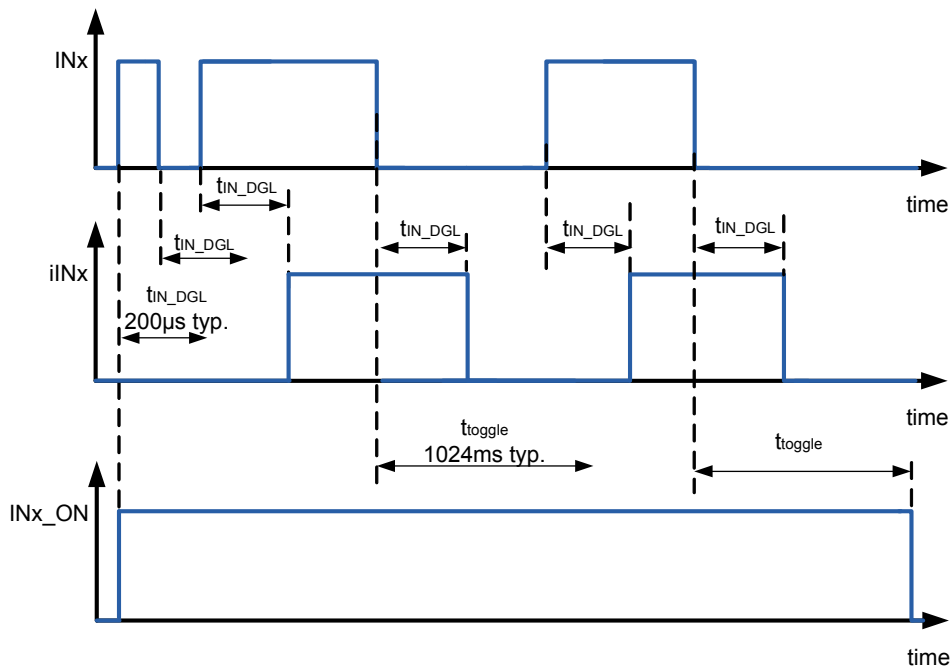 INx
time
tIN_DGL
tIN_DGL
tIN_DGL
tIN_DGL
tIN_DGL
iINx
tIN_DGL
200µs typ.
time
ttoggle
1024ms typ.
ttoggle
INx_ON
time